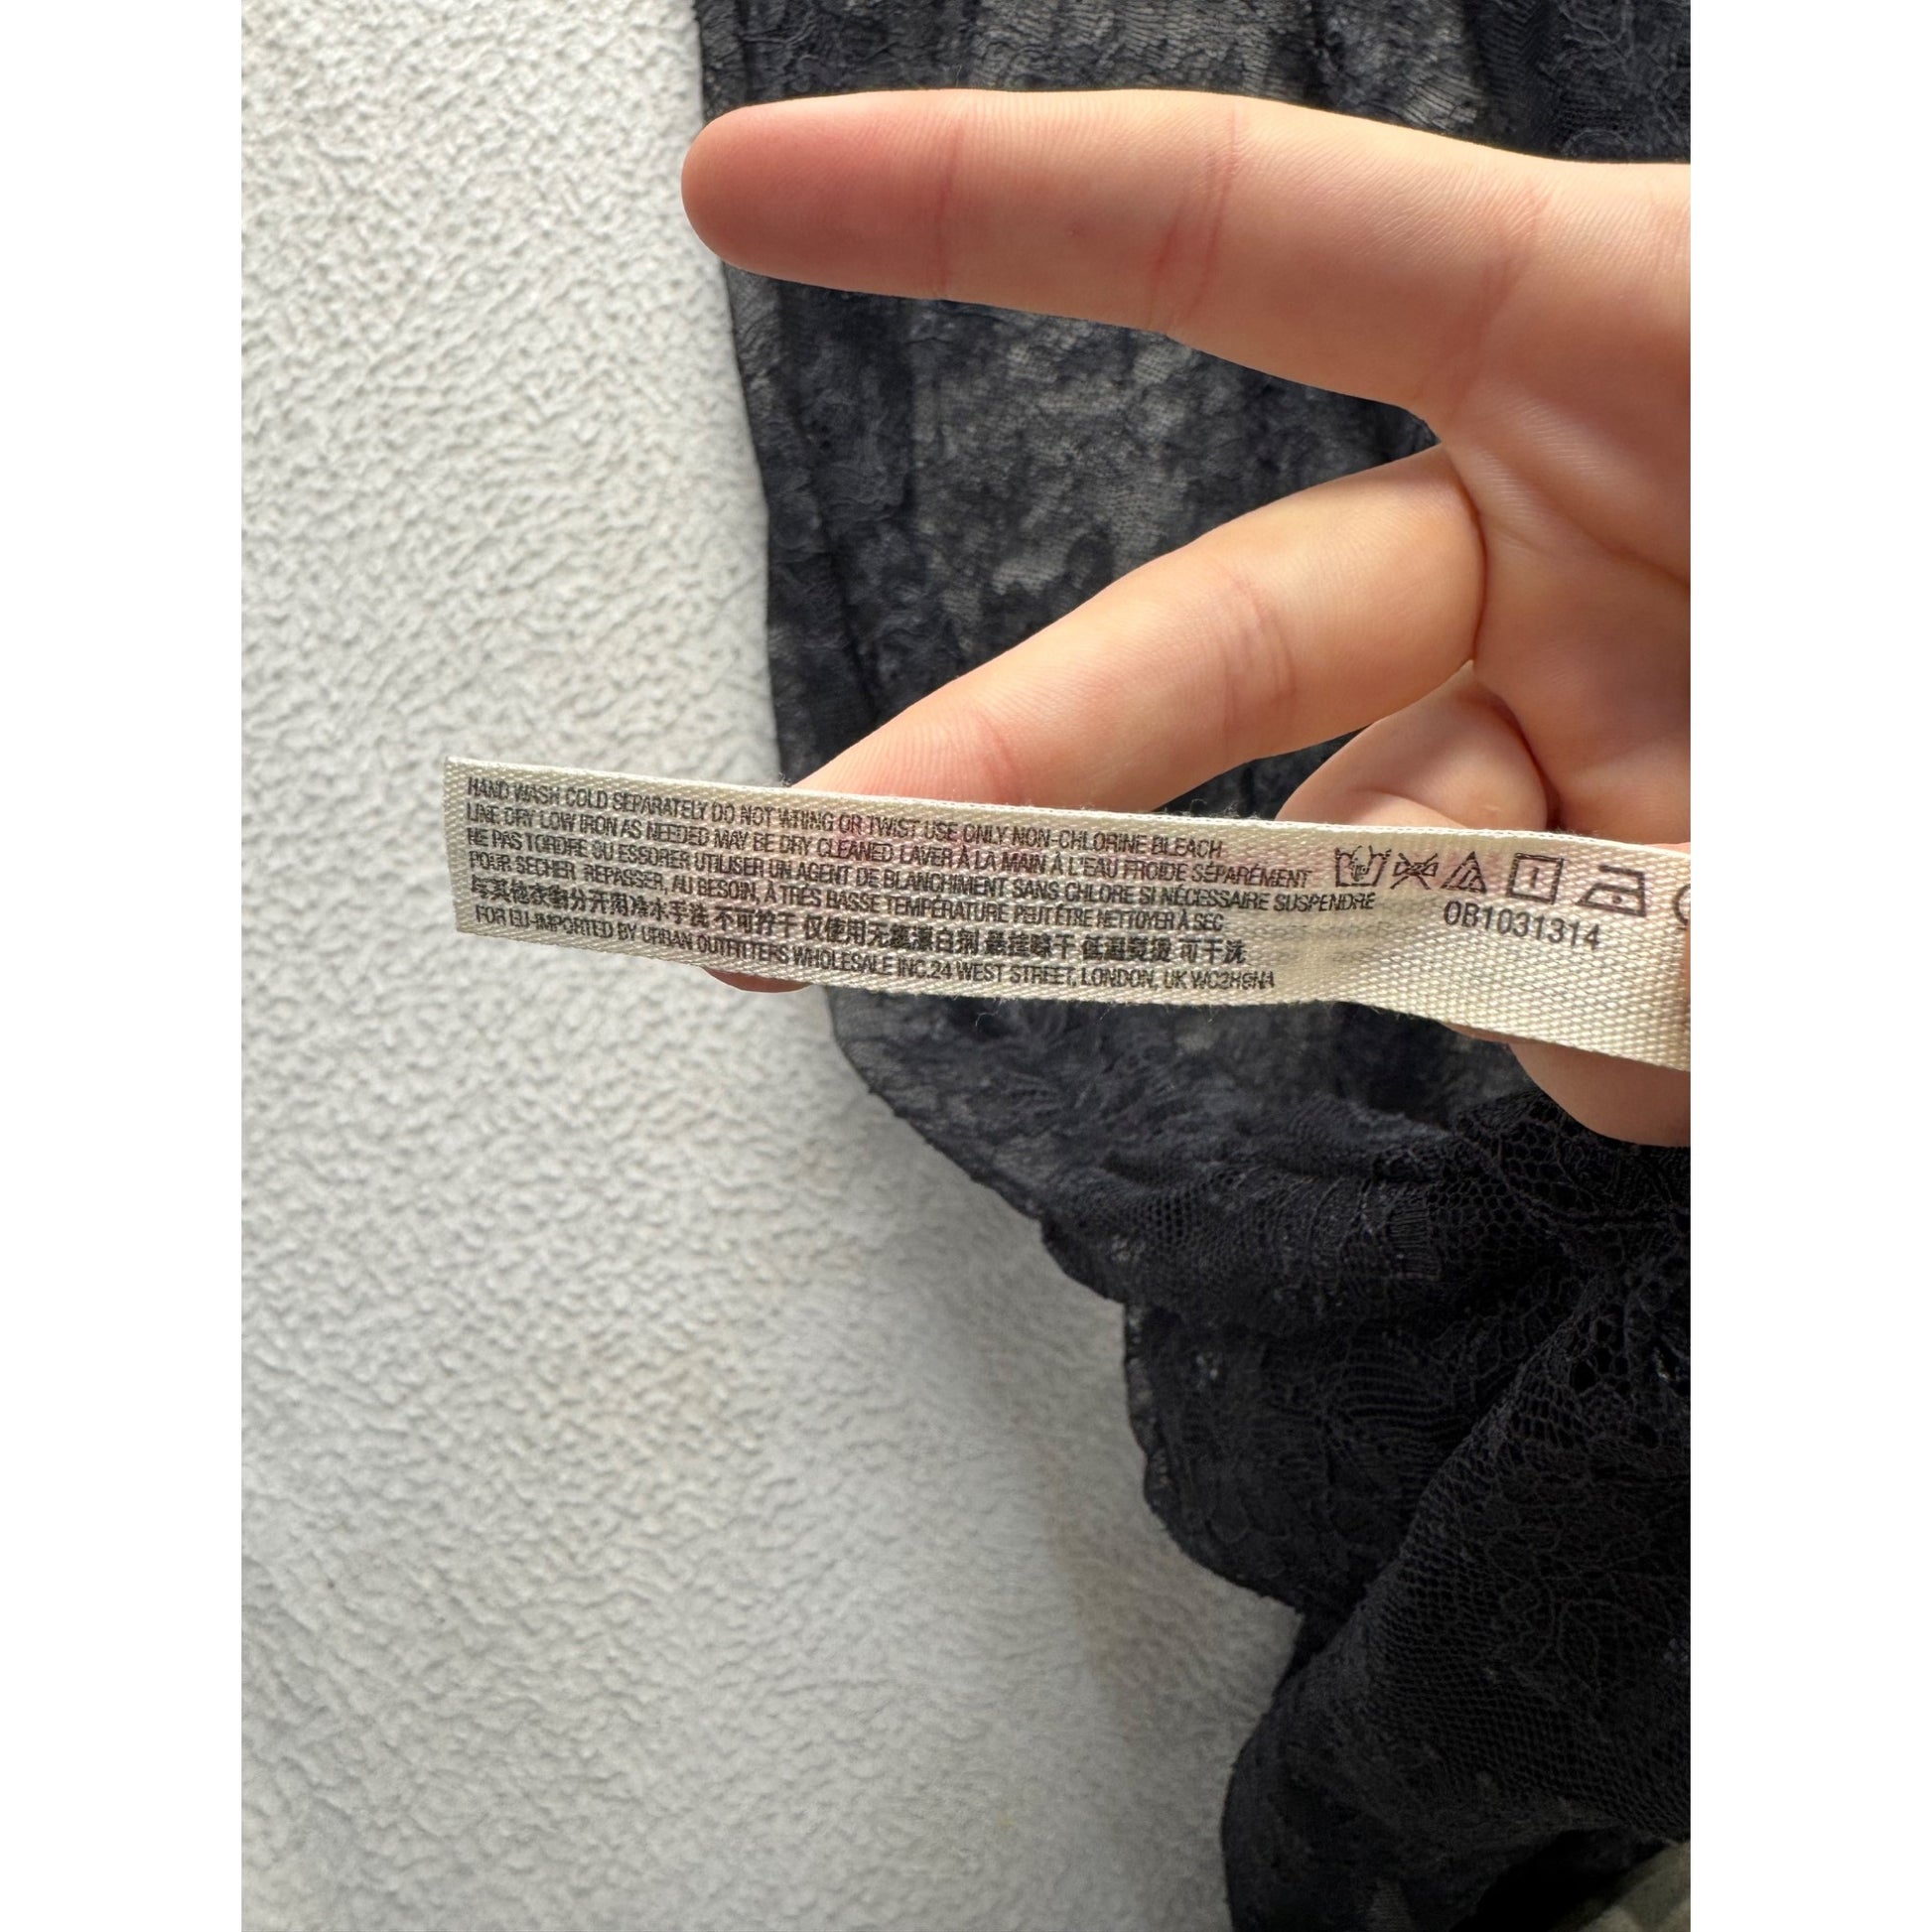 HAND WASH COLD SEPARATELY DO NOT WRING OR TWIST USE ONLY NON-CHLORINE BLEACH
LINE DRY LOW IRON AS NEEDED MAY BE DRY CLEANED LAVER À LA MAIN À L'EAU FROIDE SÉPARÉMENT
NE PAS TORDRE OU ESSORER UTILISER UN AGENT DE BLANCHIMENT SANS CHLORE SI NÉCESSAIRE SUSPENDRE
POUR SÉCHER REPASSER, AU BESOIN, À TRÈS BASSE TEMPÉRATURE PEUT ÊTRE NETTOYER À SEC
与其他衣物分开用冷水手洗 不可拧干 仅使用无氯漂白剂 悬挂晾干 低温熨烫 可干洗
FOR EU-IMPORTED BY URBAN OUTFITTERS WHOLESALE INC.24 WEST STREET, LONDON, UK WC2H9NA
OB1031314